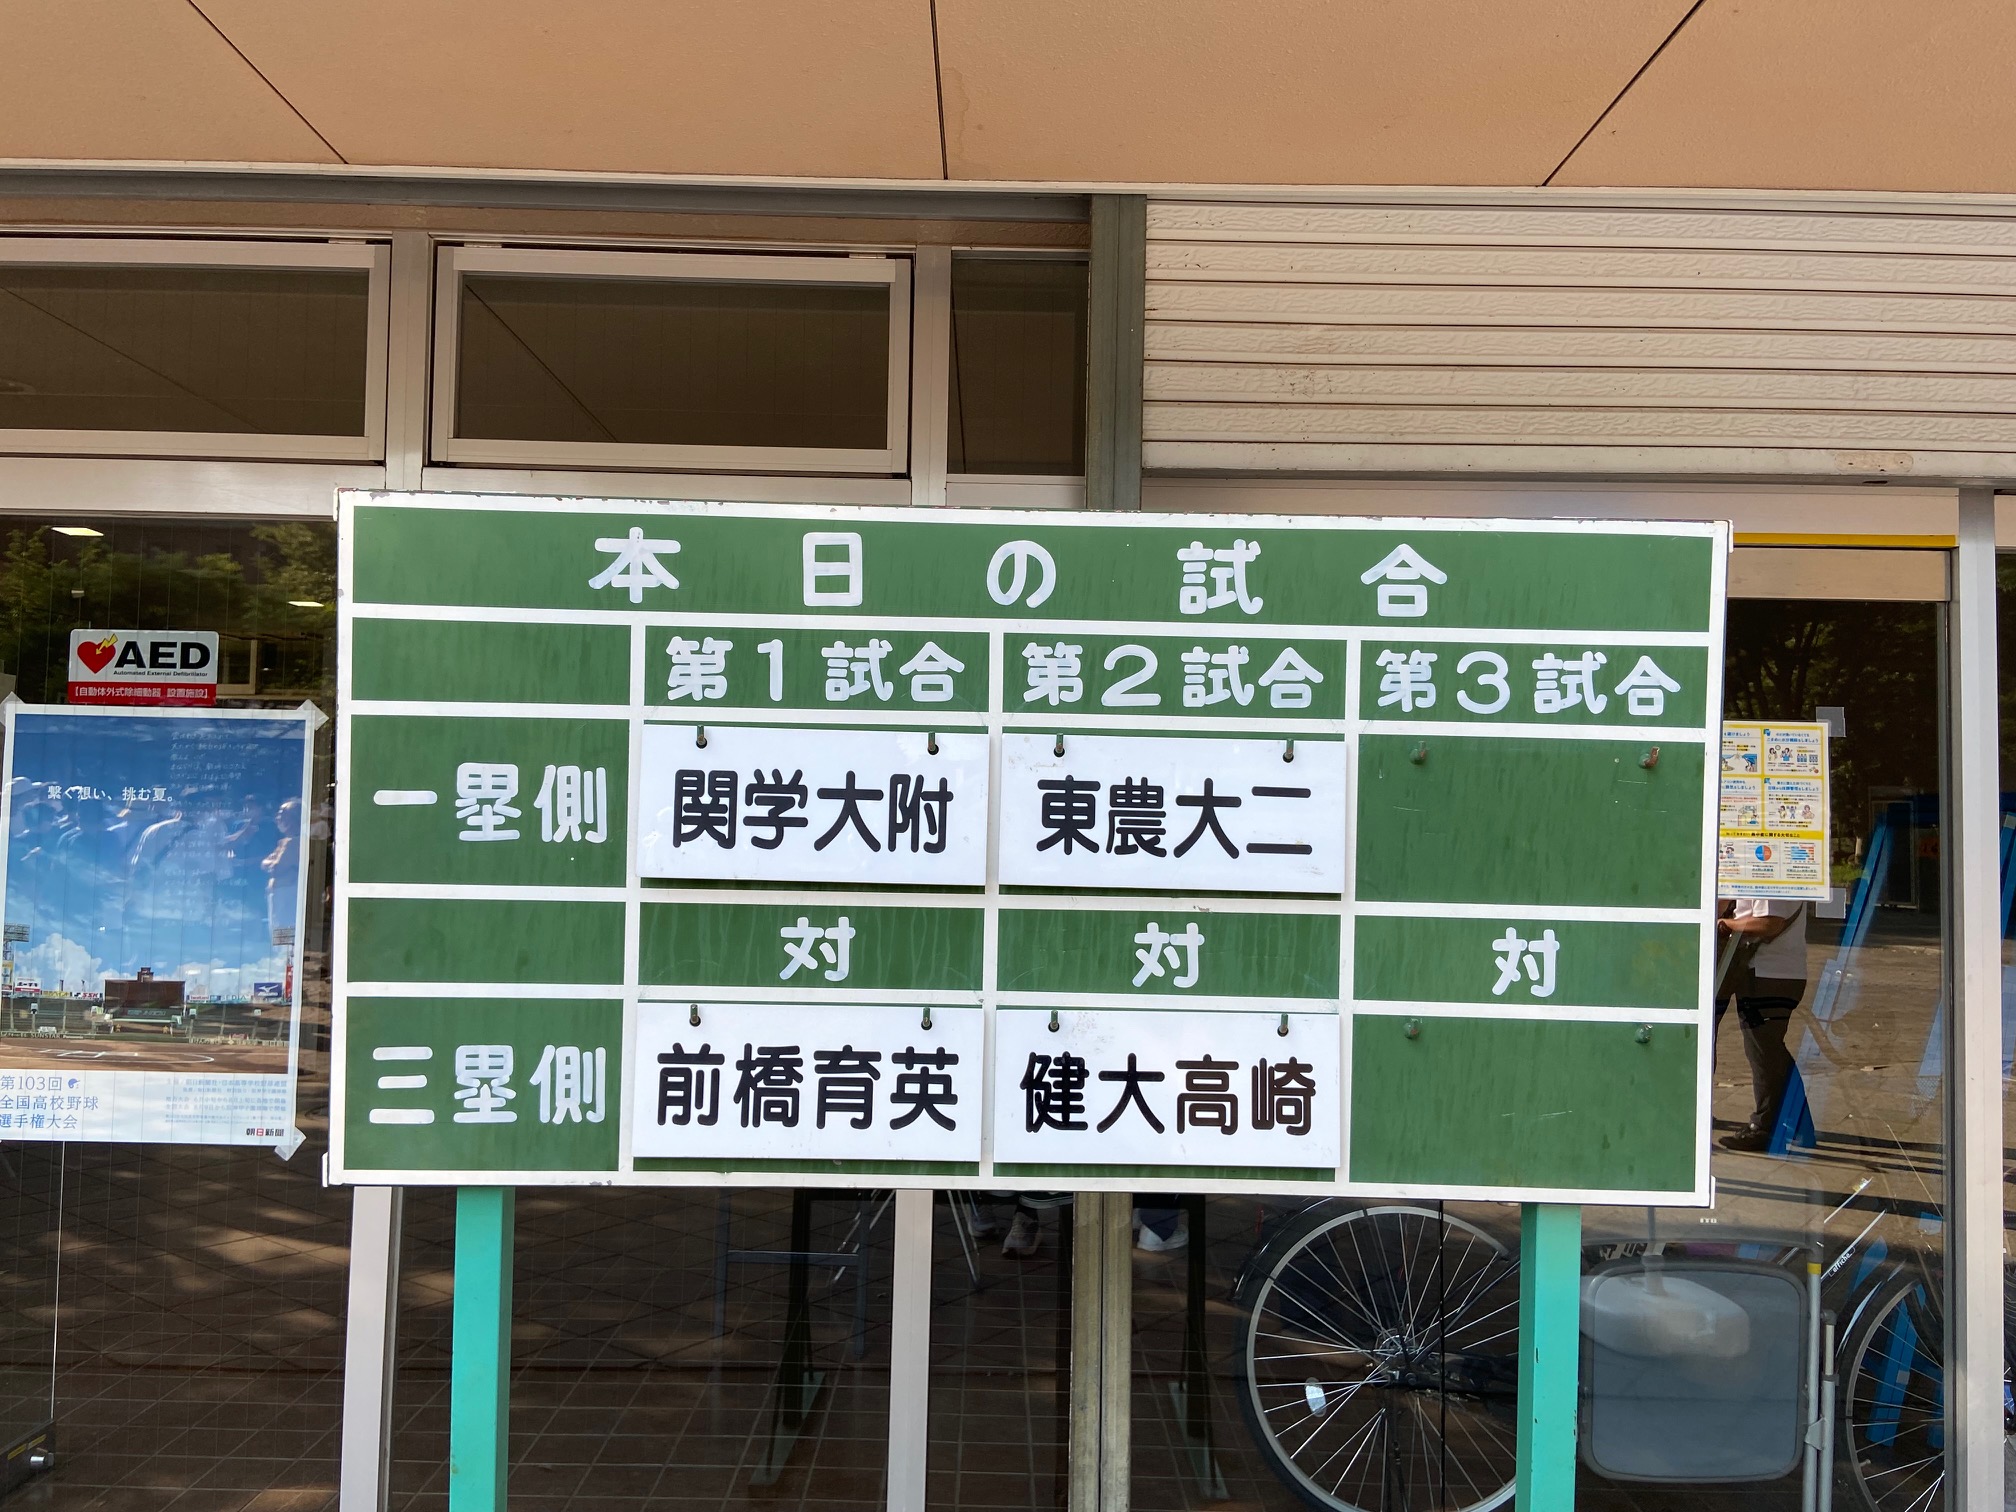 本日の試合
第1試合 第2試合 第3試合
一塁側 関学大附 東農大二
対 対 対
三塁側 前橋育英 健大高崎
AED
Automated External Defibrillator
【自動体外式除細動器 設置施設】
繋ぐ想い、挑む夏。
第103回
全国高校野球
選手権大会
朝日新聞